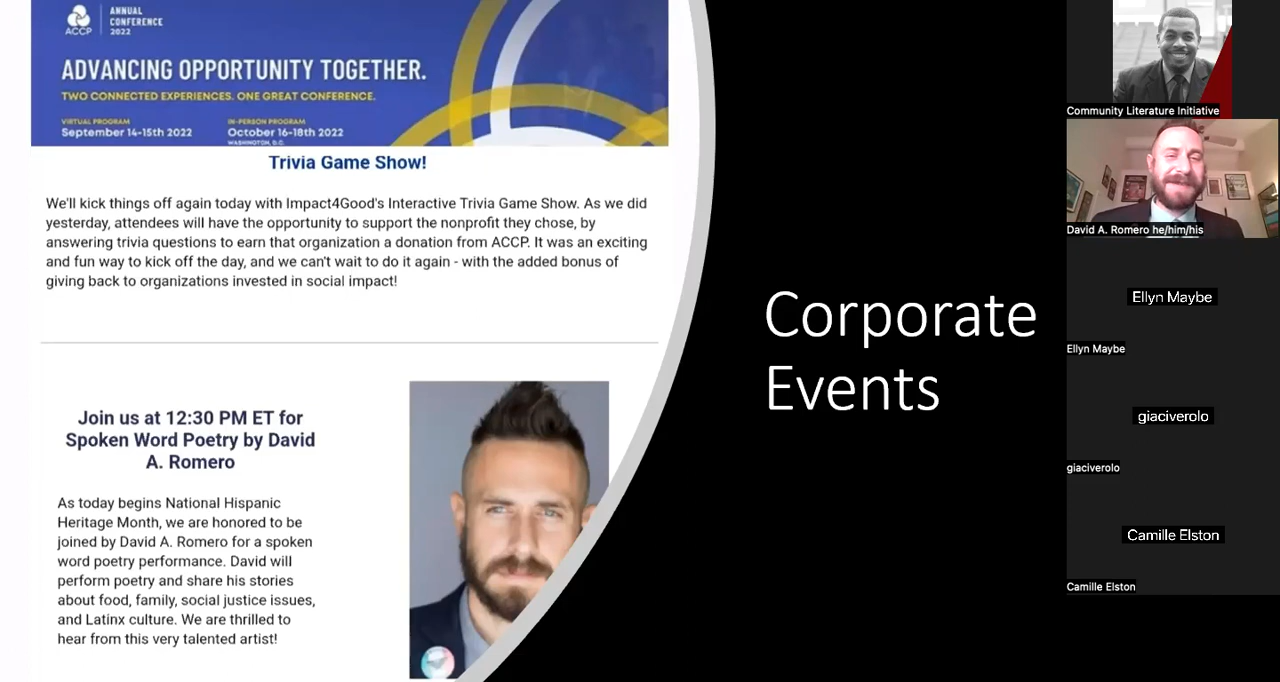 ACCP
ANNUAL
CONFERENCE
2022
ADVANCING OPPORTUNITY TOGETHER.
TWO CONNECTED EXPERIENCES. ONE GREAT CONFERENCE.
VIRTUAL PROGRAM
September 14-15th 2022
IN-PERSON PROGRAM
October 16-18th 2022
WASHINGTON, D.C.
Trivia Game Show!
We'll kick things off again today with Impact4Good's Interactive Trivia Game Show. As we did
yesterday, attendees will have the opportunity to support the nonprofit they chose, by
answering trivia questions to earn that organization a donation from ACCP. It was an exciting
and fun way to kick off the day, and we can't wait to do it again - with the added bonus of
giving back to organizations invested in social impact!
Join us at 12:30 PM ET for
Spoken Word Poetry by David
A. Romero
As today begins National Hispanic
Heritage Month, we are honored to be
joined by David A. Romero for a spoken
word poetry performance. David will
perform poetry and share his stories
about food, family, social justice issues,
and Latinx culture. We are thrilled to
hear from this very talented artist!
Corporate
Events
Community Literature Initiative
David A. Romero he/him/his
Ellyn Maybe
Ellyn Maybe
giaciverolo
giaciverolo
Camille Elston
Camille Elston